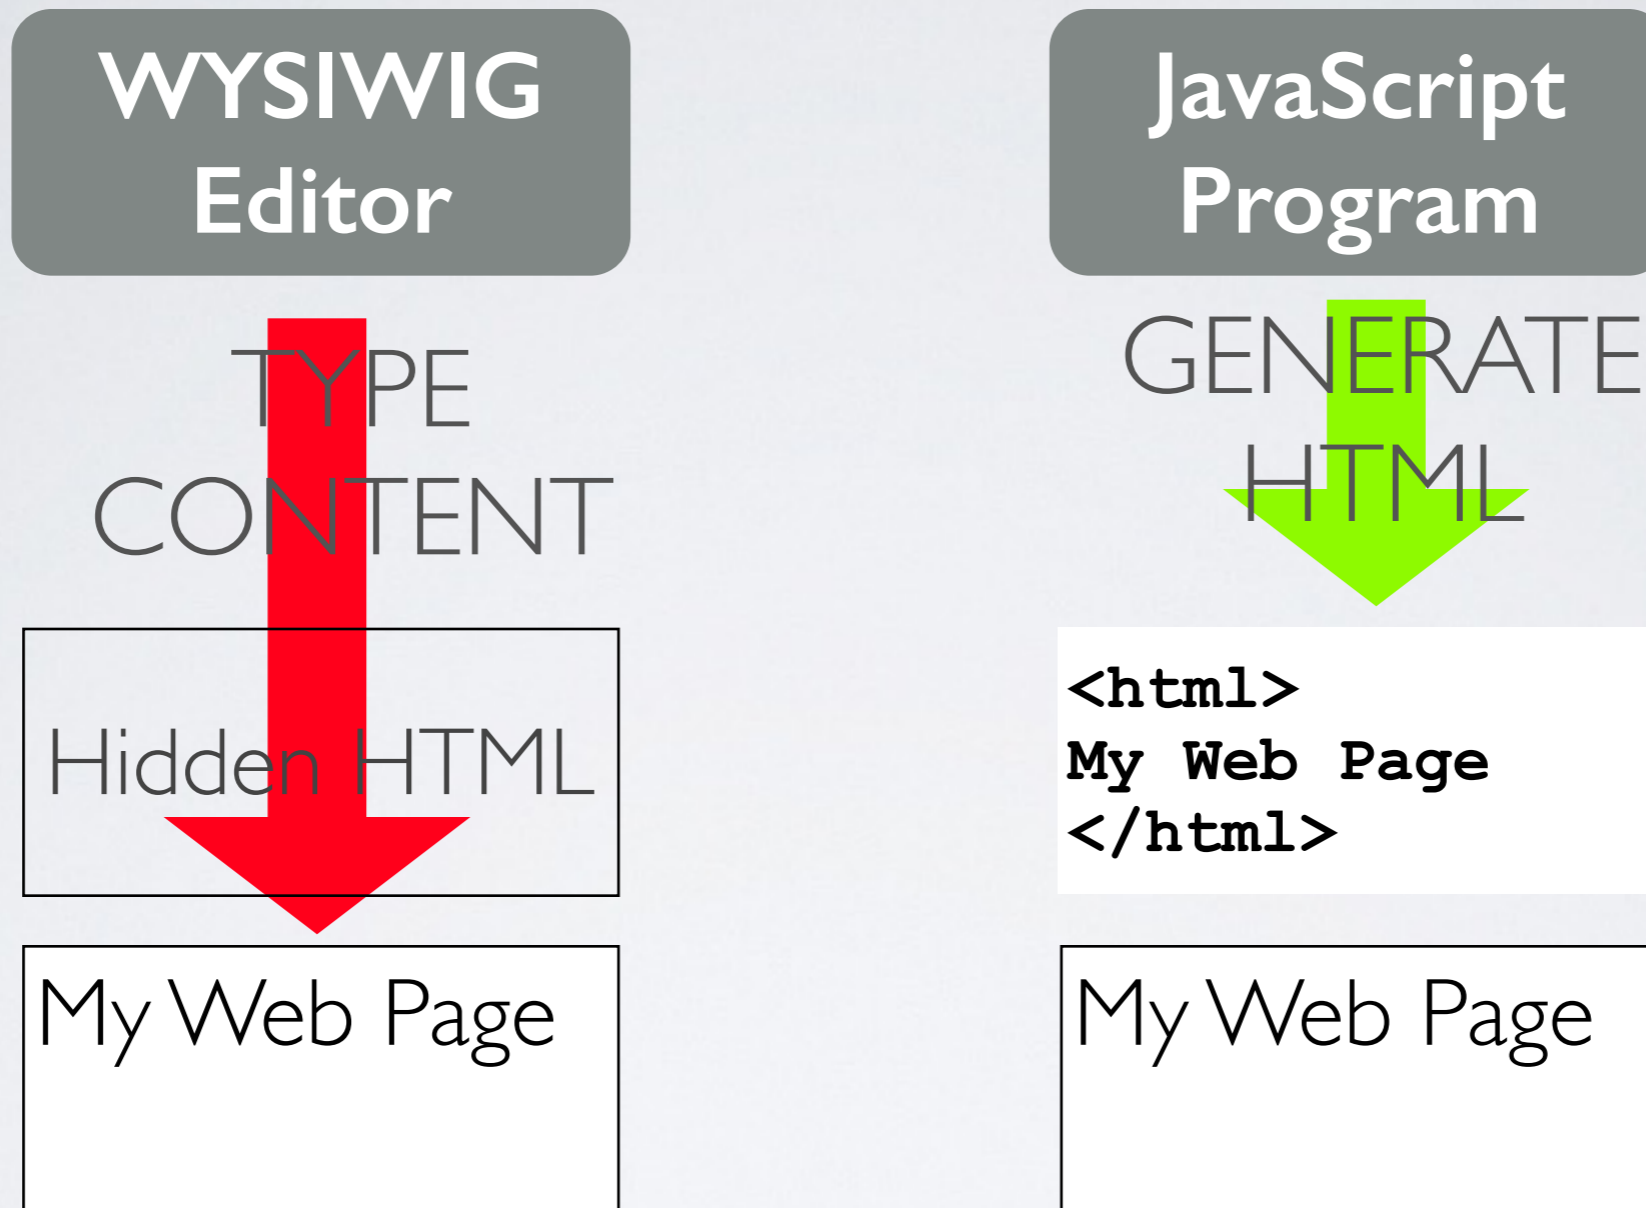 WYSIWIG
Editor
TYPE
CONTENT
Hidden HTML
My Web Page
JavaScript
Program
GENERATE
HTML
<html>
My Web Page
</html>
My Web Page